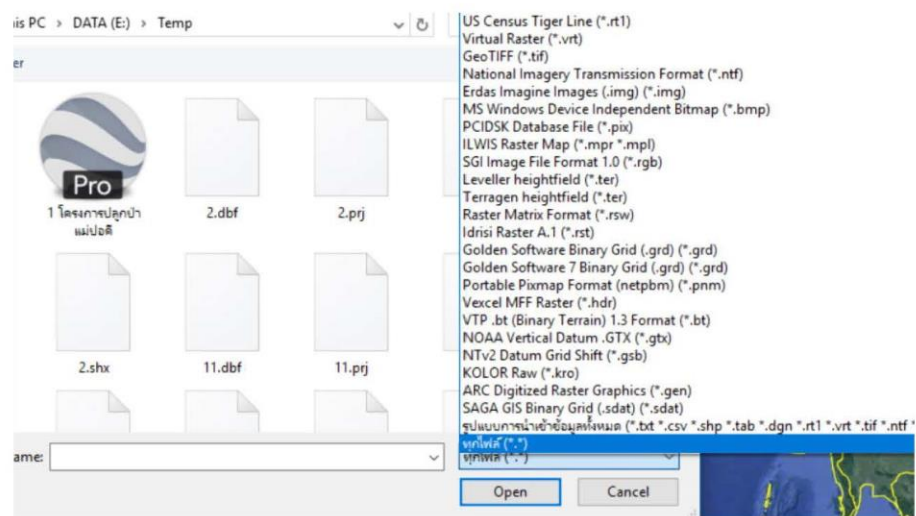 is PC > DATA (E:) > Temp
er
Pro
1 โครงการปลูกป่า
แม่ปอคี
2.dbf
2.prj
2.shx
11.dbf
11.prj
US Census Tiger Line (*.rt1)
Virtual Raster (*.vrt)
GeoTIFF (*.tif)
National Imagery Transmission Format (*.ntf)
Erdas Imagine Images (.img) (*.img)
MS Windows Device Independent Bitmap (*.bmp)
PCIDSK Database File (*.pix)
ILWIS Raster Map (*.mpr *.mpl)
SGI Image File Format 1.0 (*.rgb)
Leveller heightfield (*.ter)
Terragen heightfield (*.ter)
Raster Matrix Format (*.rsw)
Idrisi Raster A.1 (*.rst)
Golden Software Binary Grid (.grd) (*.grd)
Golden Software 7 Binary Grid (.grd) (*.grd)
Portable Pixmap Format (netpbm) (*.pnm)
Vexcel MFF Raster (*.hdr)
VTP .bt (Binary Terrain) 1.3 Format (*.bt)
NOAA Vertical Datum .GTX (*.gtx)
NTv2 Datum Grid Shift (*.gsb)
KOLOR Raw (*.kro)
ARC Digitized Raster Graphics (*.gen)
SAGA GIS Binary Grid (.sdat) (*.sdat)
รูปแบบการนำเข้าข้อมูลทั้งหมด (*.txt *.csv *.shp *.tab *.dgn *.rt1 *.vrt *.tif *.ntf *
ทุกไฟล์ (*.*)
ame:
ทุกไฟล์ (*.*)
Open
Cancel